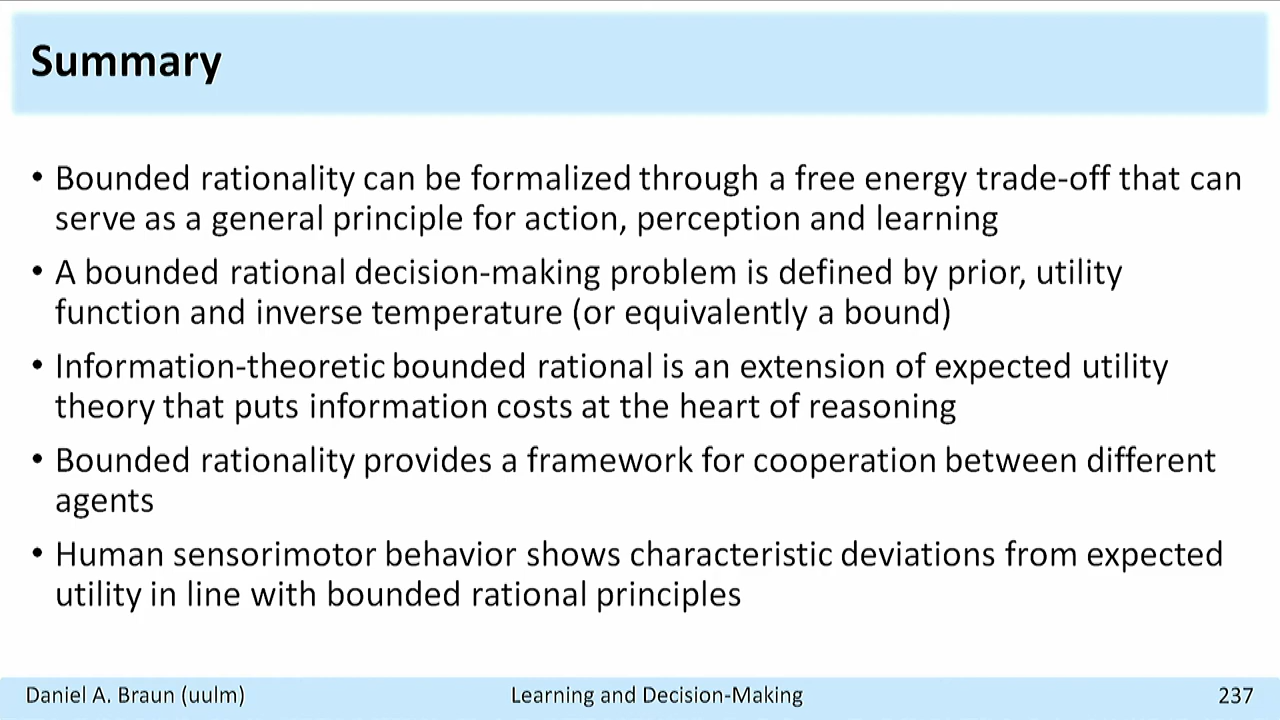 Summary
• Bounded rationality can be formalized through a free energy trade-off that can
serve as a general principle for action, perception and learning
• A bounded rational decision-making problem is defined by prior, utility
function and inverse temperature (or equivalently a bound)
• Information-theoretic bounded rational is an extension of expected utility
theory that puts information costs at the heart of reasoning
• Bounded rationality provides a framework for cooperation between different
agents
• Human sensorimotor behavior shows characteristic deviations from expected
utility in line with bounded rational principles
Daniel A. Braun (uulm)
Learning and Decision-Making
237